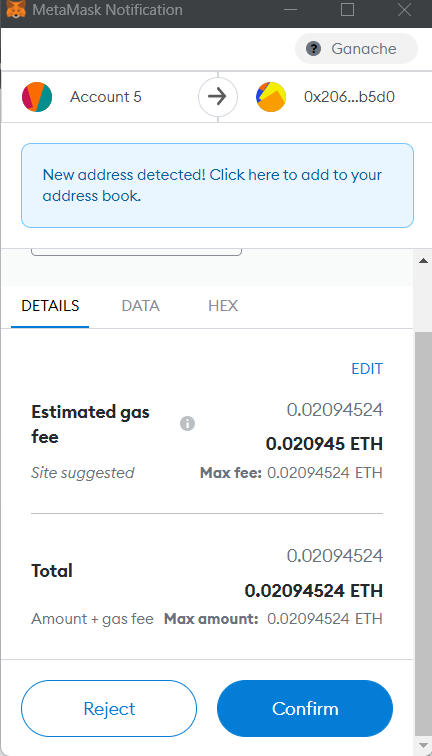 MetaMask Notification
? Ganache
Account 5
0x206...b5d0
New address detected! Click here to add to your
address book.
DETAILS DATA HEX
EDIT
Estimated gas
fee
0.02094524
0.020945 ETH
Site suggested Max fee: 0.02094524 ETH
0.02094524
Total
0.02094524 ETH
Amount + gas fee Max amount: 0.02094524 ETH
Reject Confirm